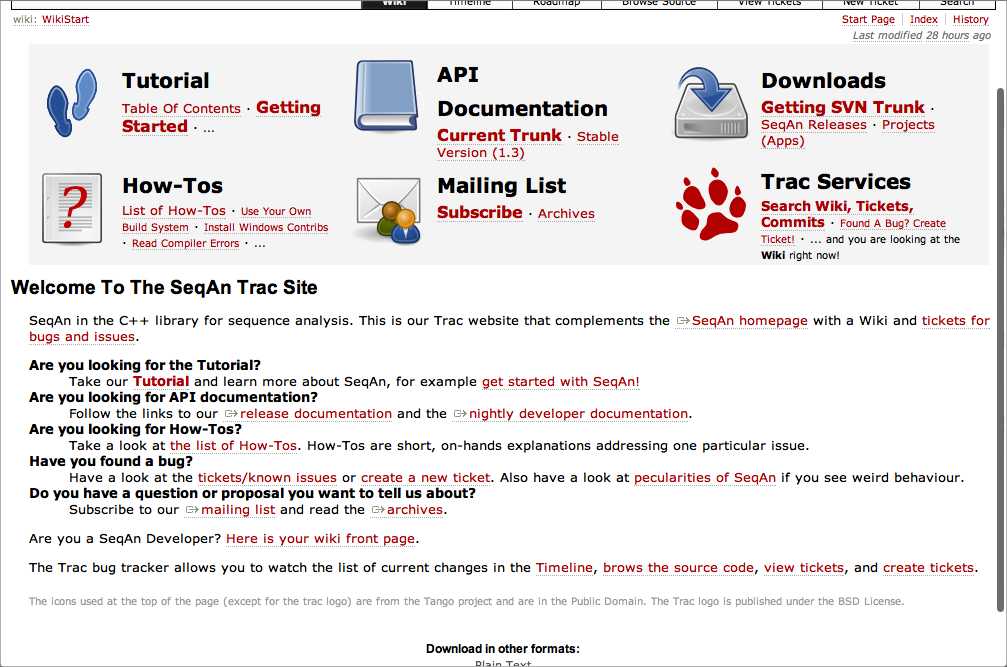 Wiki Timeline Roadmap Browse Source View Tickets New Ticket Search
wiki: WikiStart
Start Page Index History
Last modified 28 hours ago
Tutorial
Table Of Contents · Getting
Started · ...
API
Documentation
Current Trunk · Stable
Version (1.3)
Downloads
Getting SVN Trunk ·
SeqAn Releases · Projects
(Apps)
How-Tos
List of How-Tos · Use Your Own
Build System · Install Windows Contribs
· Read Compiler Errors · ...
Mailing List
Subscribe · Archives
Trac Services
Search Wiki, Tickets,
Commits · Found A Bug? Create
Ticket! · ... and you are looking at the
Wiki right now!
Welcome To The SeqAn Trac Site
SeqAn in the C++ library for sequence analysis. This is our Trac website that complements the SeqAn homepage with a Wiki and tickets for
bugs and issues.
Are you looking for the Tutorial?
Take our Tutorial and learn more about SeqAn, for example get started with SeqAn!
Are you looking for API documentation?
Follow the links to our release documentation and the nightly developer documentation.
Are you looking for How-Tos?
Take a look at the list of How-Tos. How-Tos are short, on-hands explanations addressing one particular issue.
Have you found a bug?
Have a look at the tickets/known issues or create a new ticket. Also have a look at pecularities of SeqAn if you see weird behaviour.
Do you have a question or proposal you want to tell us about?
Subscribe to our mailing list and read the archives.
Are you a SeqAn Developer? Here is your wiki front page.
The Trac bug tracker allows you to watch the list of current changes in the Timeline, brows the source code, view tickets, and create tickets.
The icons used at the top of the page (except for the trac logo) are from the Tango project and are in the Public Domain. The Trac logo is published under the BSD License.
Download in other formats:
Plain Text